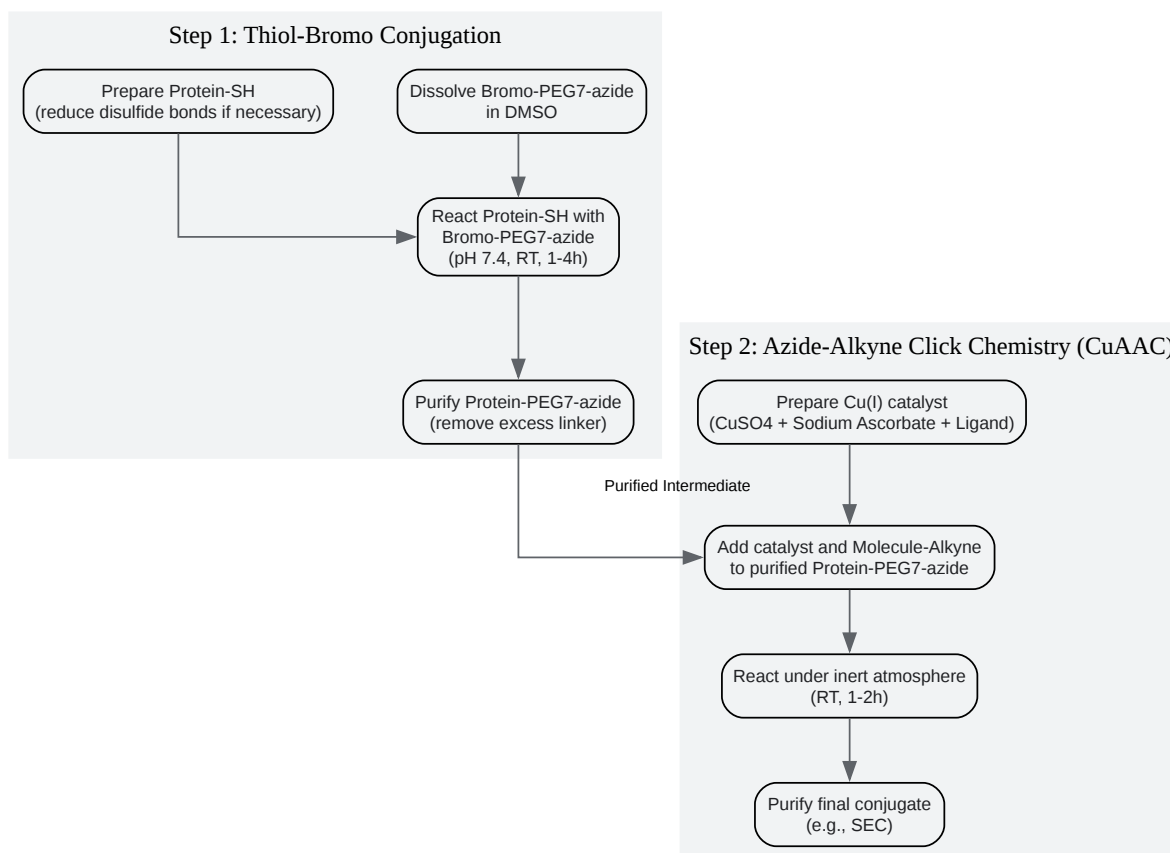 Step 1: Thiol-Bromo Conjugation
Prepare Protein-SH
(reduce disulfide bonds if necessary)
Dissolve Bromo-PEG7-azide
in DMSO
React Protein-SH with
Bromo-PEG7-azide
(pH 7.4, RT, 1-4h)
Purify Protein-PEG7-azide
(remove excess linker)
Purified Intermediate
Step 2: Azide-Alkyne Click Chemistry (CuAAC)
Prepare Cu(I) catalyst
(CuSO4 + Sodium Ascorbate + Ligand)
Add catalyst and Molecule-Alkyne
to purified Protein-PEG7-azide
React under inert atmosphere
(RT, 1-2h)
Purify final conjugate
(e.g., SEC)